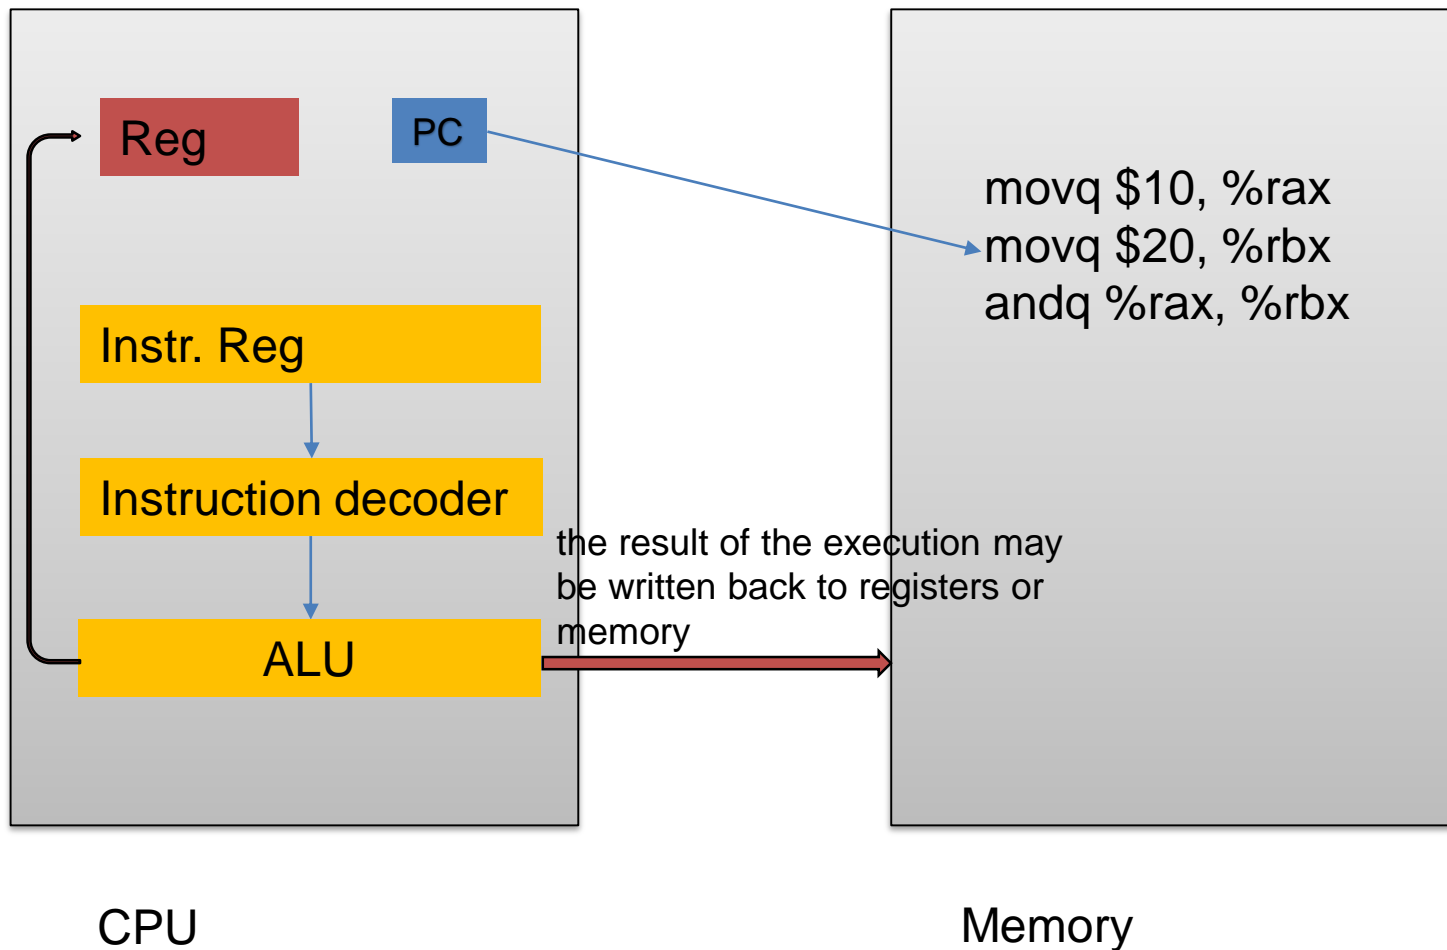 Reg
PC
movq $10, %rax
movq $20, %rbx
andq %rax, %rbx
Instr. Reg
Instruction decoder
the result of the execution may
be written back to registers or
memory
ALU
CPU
Memory